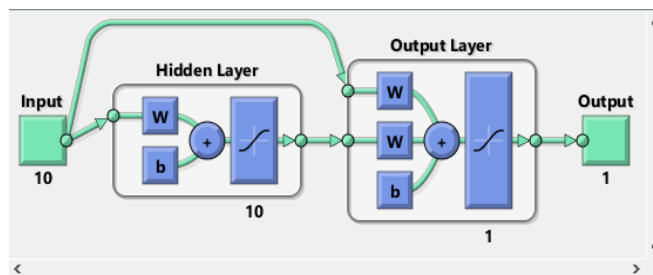 Output Layer
Hidden Layer
Input
Output
W
W
W
+
+
b
b
10
1
10
1